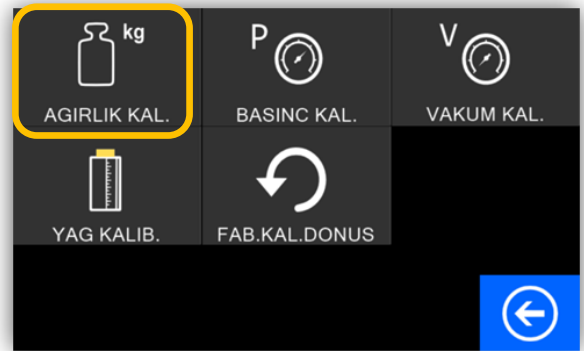 kg
AGIRLIK KAL.
P
BASINC KAL.
V
VAKUM KAL.
YAG KALIB.
FAB.KAL.DONUS